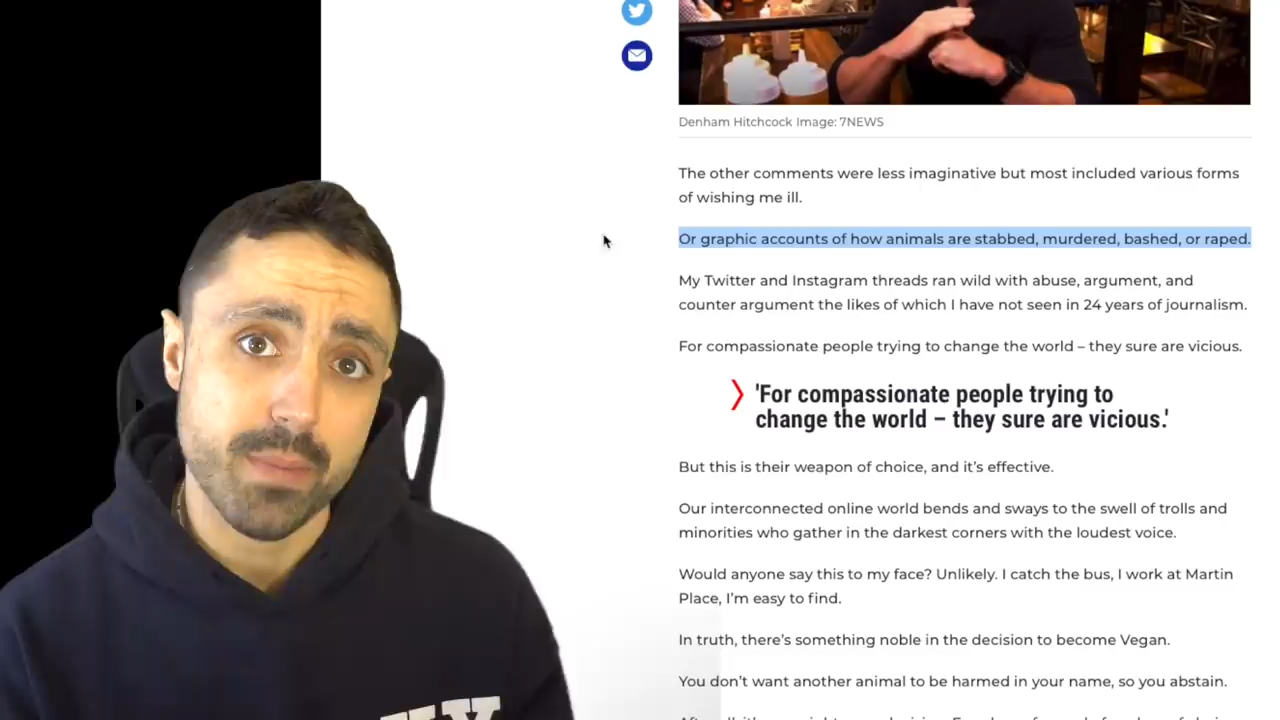 Denham Hitchcock Image: 7NEWS
The other comments were less imaginative but most included various forms
of wishing me ill.
Or graphic accounts of how animals are stabbed, murdered, bashed, or raped.
My Twitter and Instagram threads ran wild with abuse, argument, and
counter argument the likes of which I have not seen in 24 years of journalism.
For compassionate people trying to change the world – they sure are vicious.
'For compassionate people trying to
change the world – they sure are vicious.'
But this is their weapon of choice, and it’s effective.
Our interconnected online world bends and sways to the swell of trolls and
minorities who gather in the darkest corners with the loudest voice.
Would anyone say this to my face? Unlikely. I catch the bus, I work at Martin
Place, I’m easy to find.
In truth, there’s something noble in the decision to become Vegan.
You don’t want another animal to be harmed in your name, so you abstain.